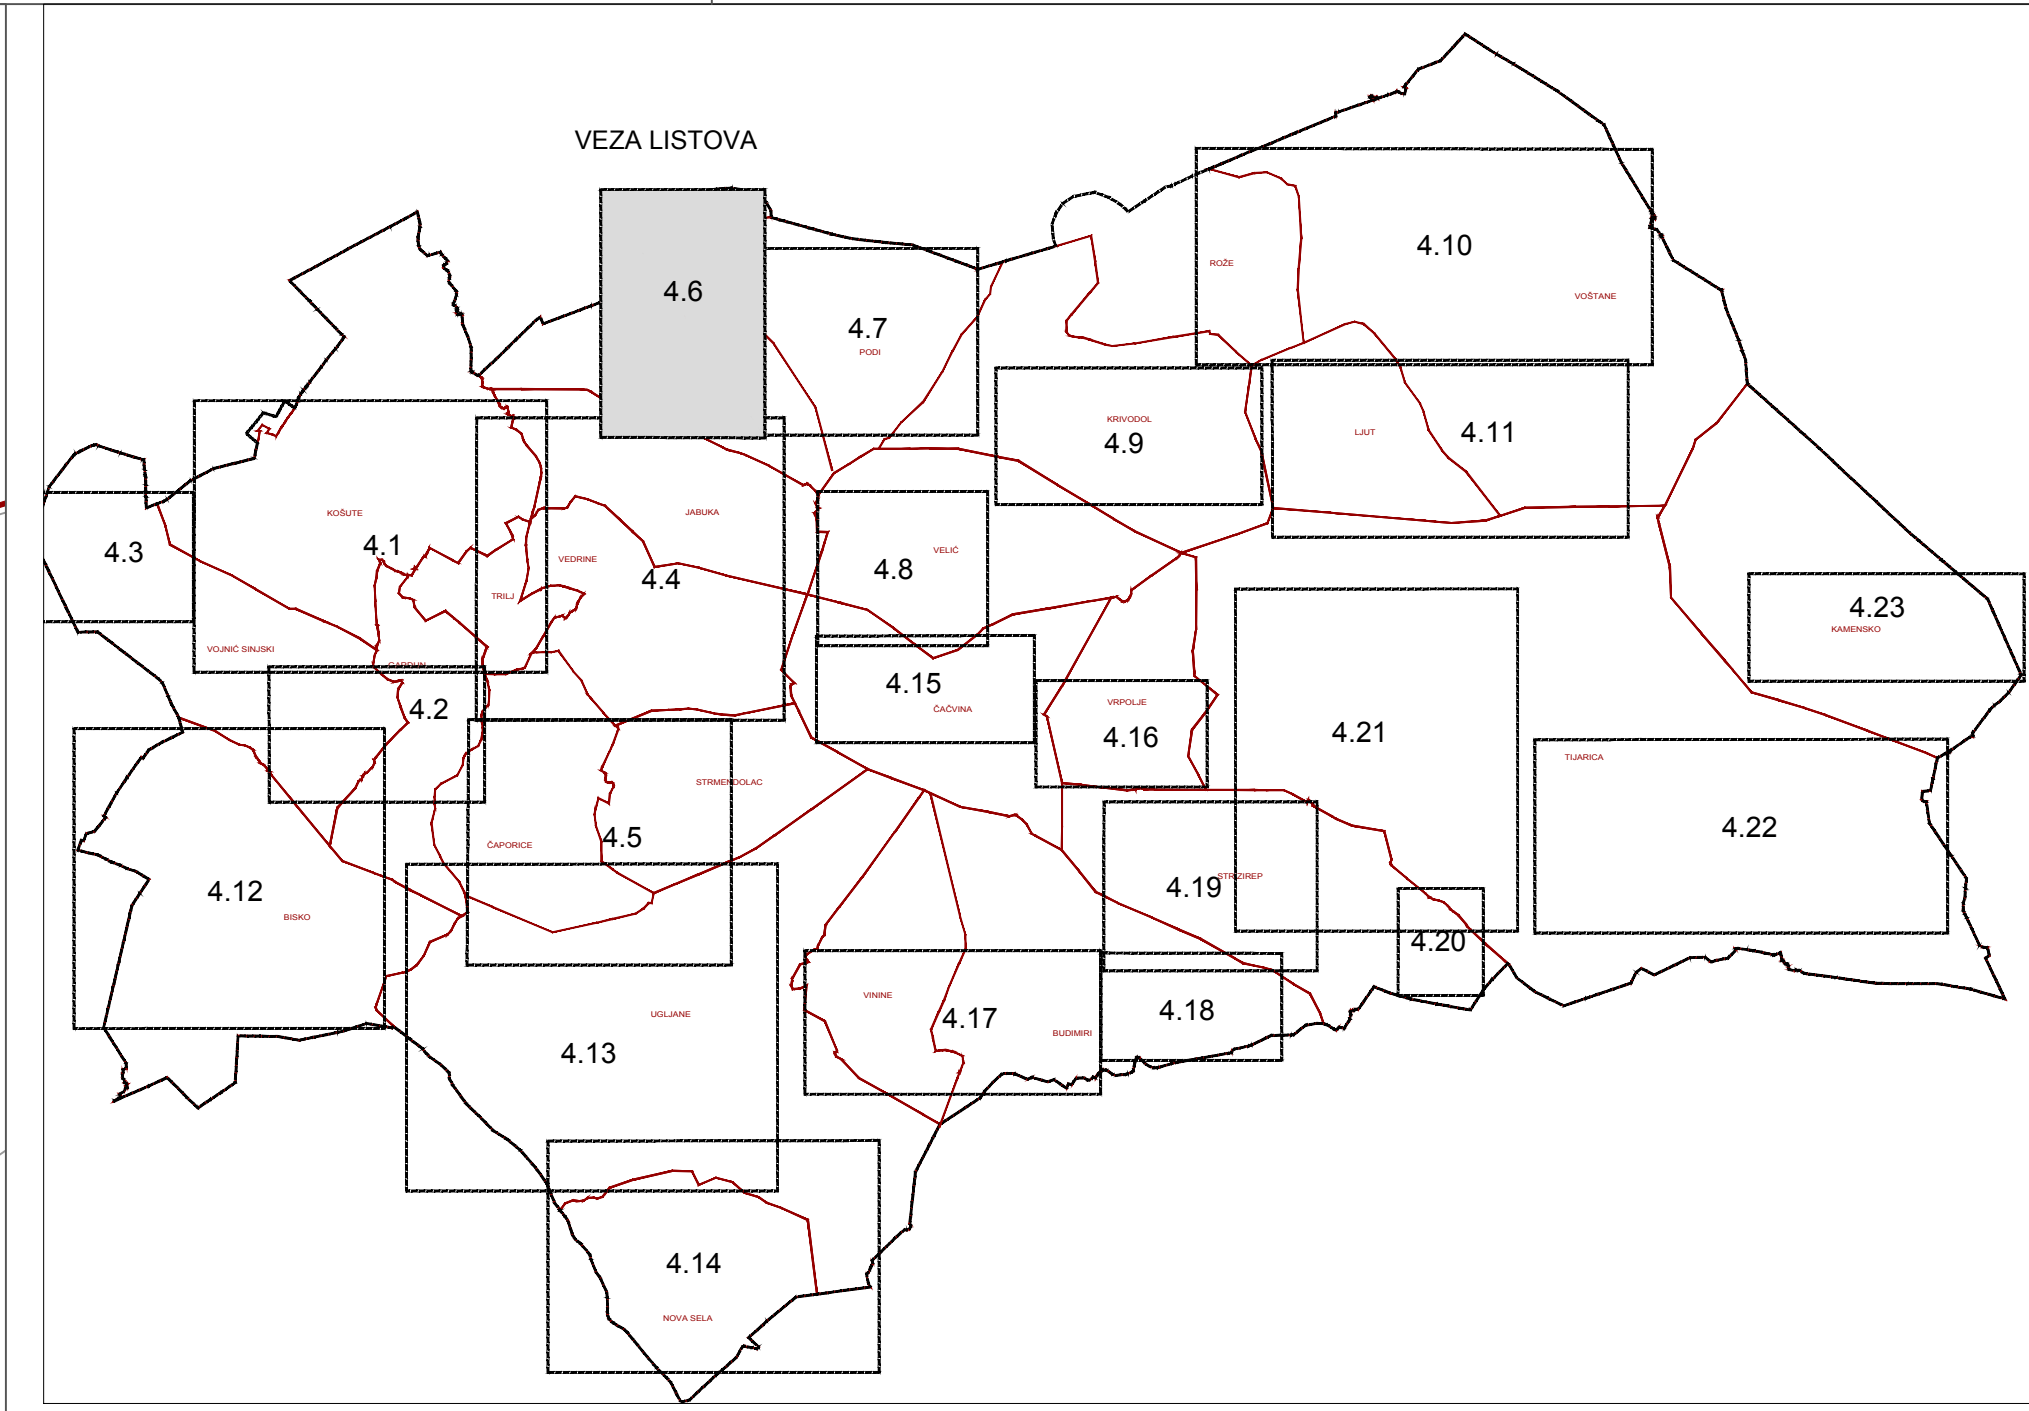 VEZA LISTOVA
4.10
ROŽE
4.6
VOŠTANE
4.7
PODI
KRIVODOL
4.9
LJUT
4.11
KOŠUTE
JABUKA
4.3
4.1
VEDRINE
VELIĆ
4.8
4.4
TRILJ
4.23
KAMENSKO
VOJNIĆ SINJSKI
GARDUN
4.15
4.2
ČAČVINA
VRPOLJE
4.16
4.21
TIJARICA
STRMENDOLAC
4.22
4.5
ČAPORICE
4.12
4.19
STRIZIREP
BISKO
4.20
VININE
UGLJANE
4.17
4.18
BUDIMIRI
4.13
4.14
NOVA SELA